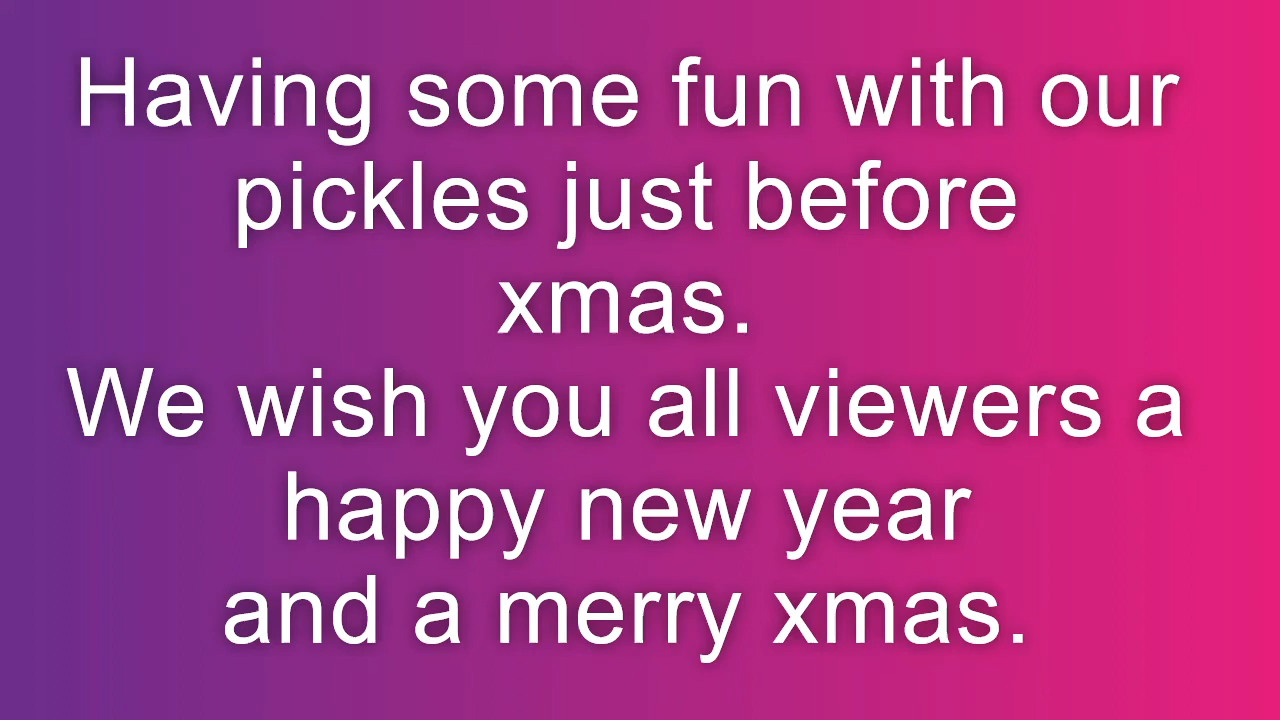 Having some fun with our
pickles just before
xmas.
We wish you all viewers a
happy new year
and a merry xmas.